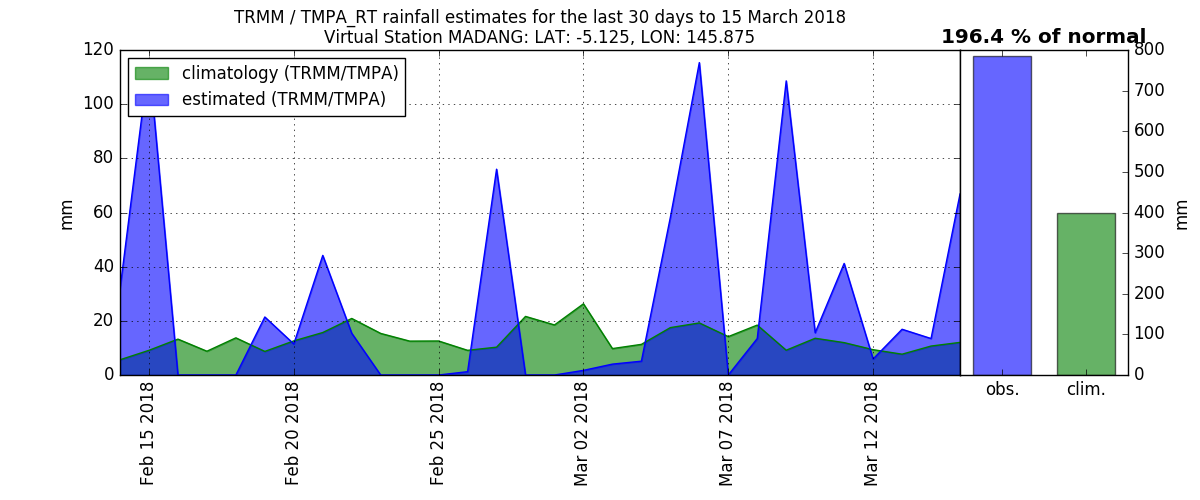 TRMM / TMPA_RT rainfall estimates for the last 30 days to 15 March 2018
Virtual Station MADANG: LAT: -5.125, LON: 145.875
196.4 % of normal
climatology (TRMM/TMPA)
estimated (TRMM/TMPA)
mm
120
100
80
60
40
20
0
Feb 15 2018
Feb 20 2018
Feb 25 2018
Mar 02 2018
Mar 07 2018
Mar 12 2018
obs.
clim.
800
700
600
500
400
300
200
100
0
mm